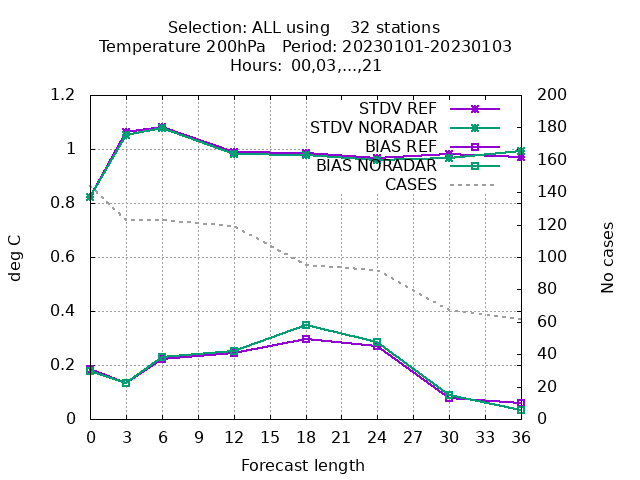 Selection: ALL using    32 stations
Temperature 200hPa   Period: 20230101-20230103
Hours:  00,03,...,21
1.2
1
0.8
0.6
0.4
0.2
0
deg C
STDV REF
STDV NORADAR
BIAS REF
BIAS NORADAR
CASES
200
180
160
140
120
100
80
60
40
20
0
No cases
0 3 6 9 12 15 18 21 24 27 30 33 36
Forecast length